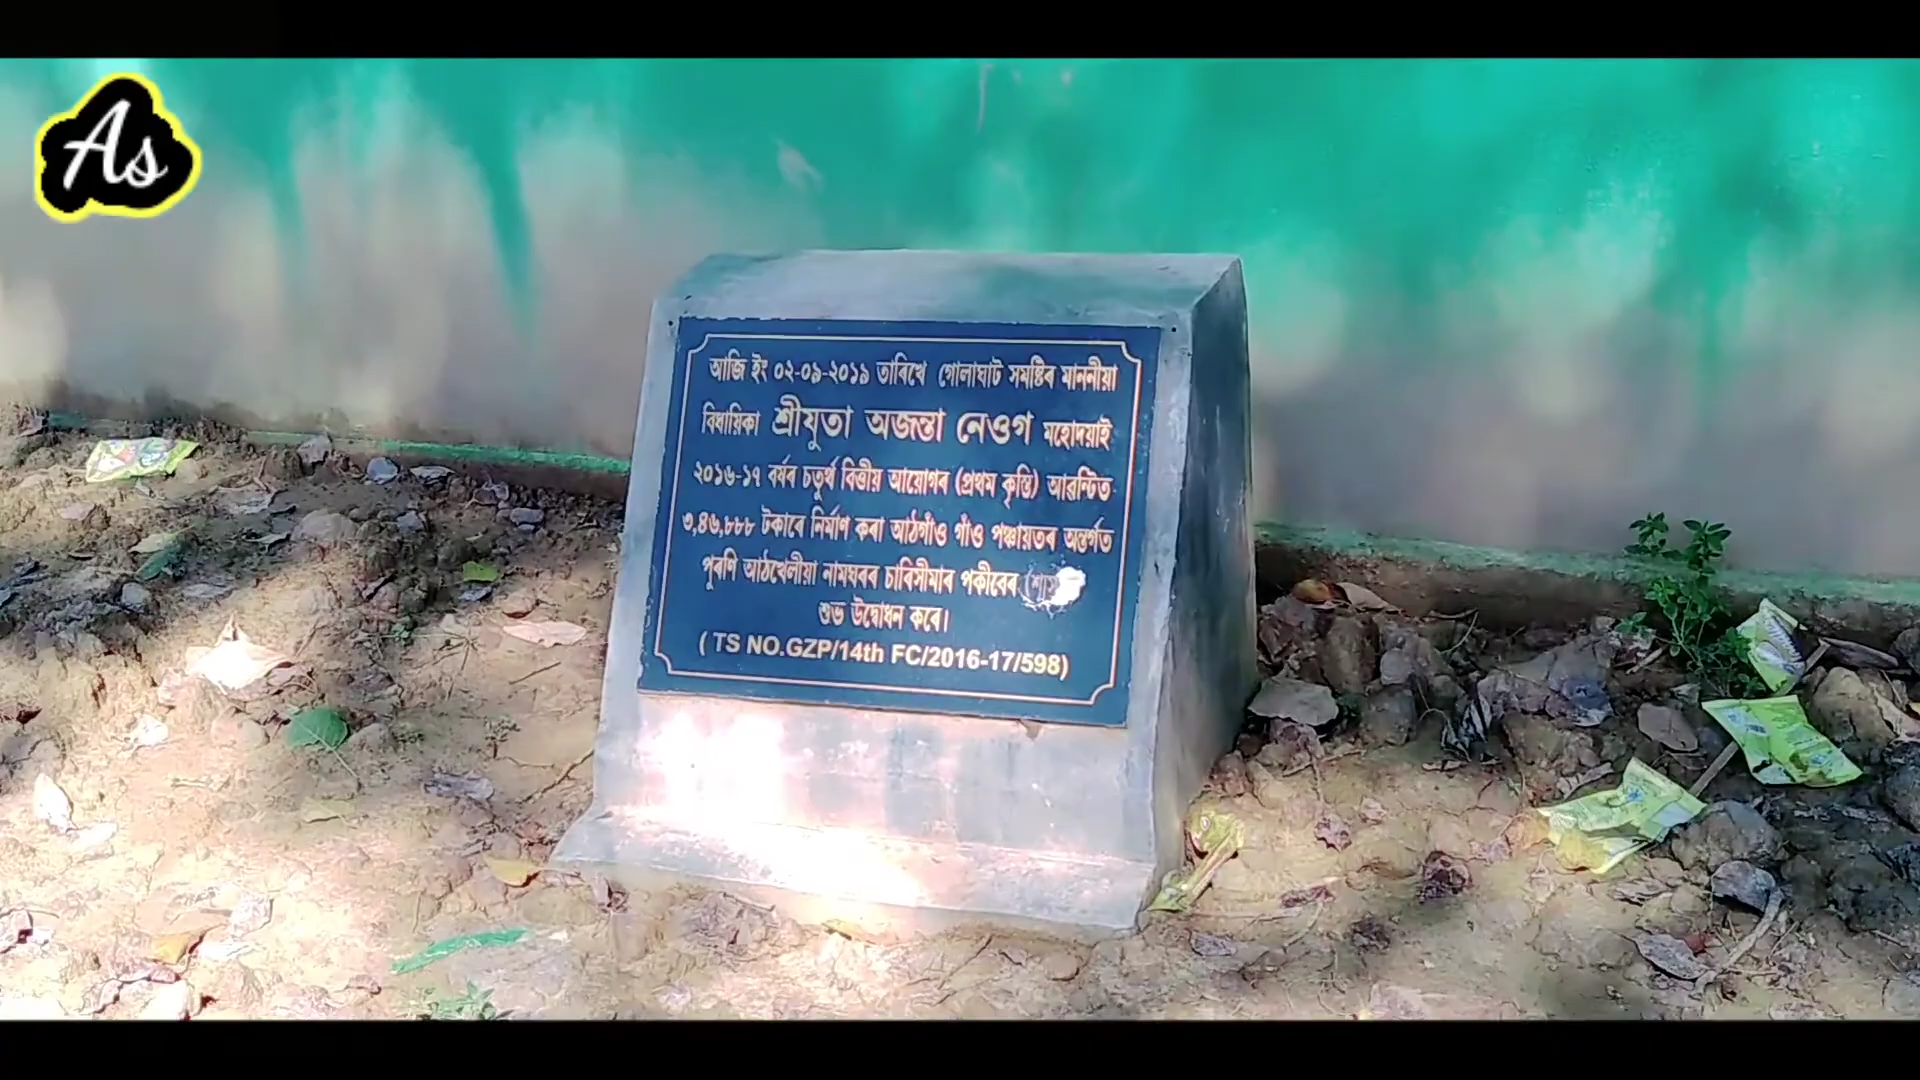 As
আজি ইং ০২-০৯-২০১৯ তাৰিখে গোলাঘাট সমষ্টিৰ মাননীয়া
বিধায়িকা শ্ৰীযুতা অজন্তা নেওগ মহোদয়াই
২০১৬-১৭ বৰ্ষৰ চতুৰ্থ বিত্তীয় আয়োগৰ (প্ৰথম কৃস্তি) আৱন্টিত
৩,৪৬,৮৮৮ টকাৰে নিৰ্মাণ কৰা আঠগাঁও গাঁও পঞ্চায়তৰ অন্তৰ্গত
পুৰণি আঠখেলীয়া নামঘৰৰ চাৰিসীমাৰ পকীবেৰ
শুভ উদ্বোধন কৰে।
( TS NO.GZP/14th FC/2016-17/598)